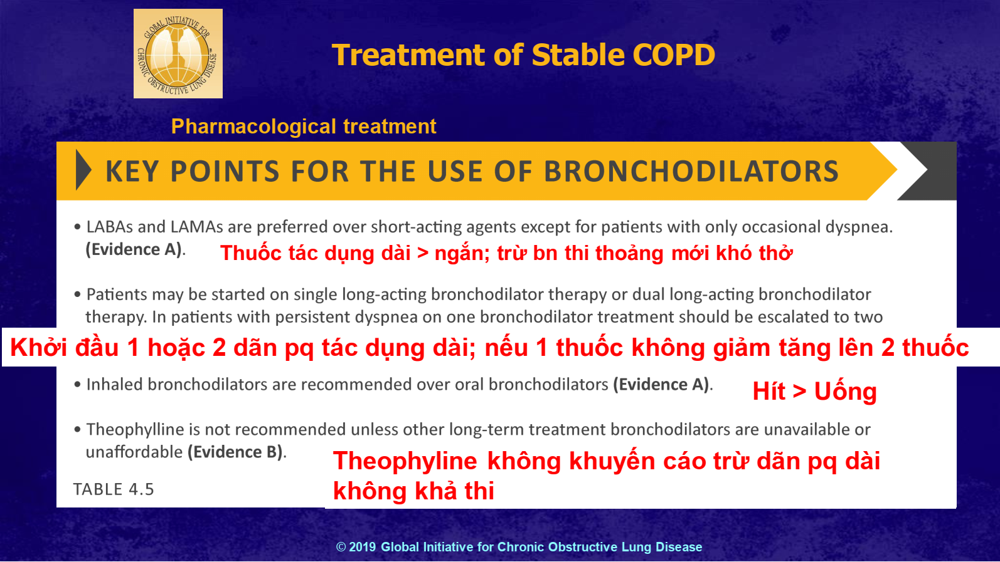 GLOBAL INITIATIVE FOR
CHRONIC OBSTRUCTIVE LUNG DISEASE
Treatment of Stable COPD
Pharmacological treatment
KEY POINTS FOR THE USE OF BRONCHODILATORS
• LABAs and LAMAs are preferred over short-acting agents except for patients with only occasional dyspnea.
(Evidence A).
Thuốc tác dụng dài > ngắn; trừ bn thi thoảng mới khó thở
• Patients may be started on single long-acting bronchodilator therapy or dual long-acting bronchodilator
therapy. In patients with persistent dyspnea on one bronchodilator treatment should be escalated to two
Khởi đầu 1 hoặc 2 dãn pq tác dụng dài; nếu 1 thuốc không giảm tăng lên 2 thuốc
• Inhaled bronchodilators are recommended over oral bronchodilators (Evidence A).
Hít > Uống
• Theophylline is not recommended unless other long-term treatment bronchodilators are unavailable or
unaffordable (Evidence B).
Theophyline không khuyến cáo trừ dãn pq dài
không khả thi
TABLE 4.5
© 2019 Global Initiative for Chronic Obstructive Lung Disease